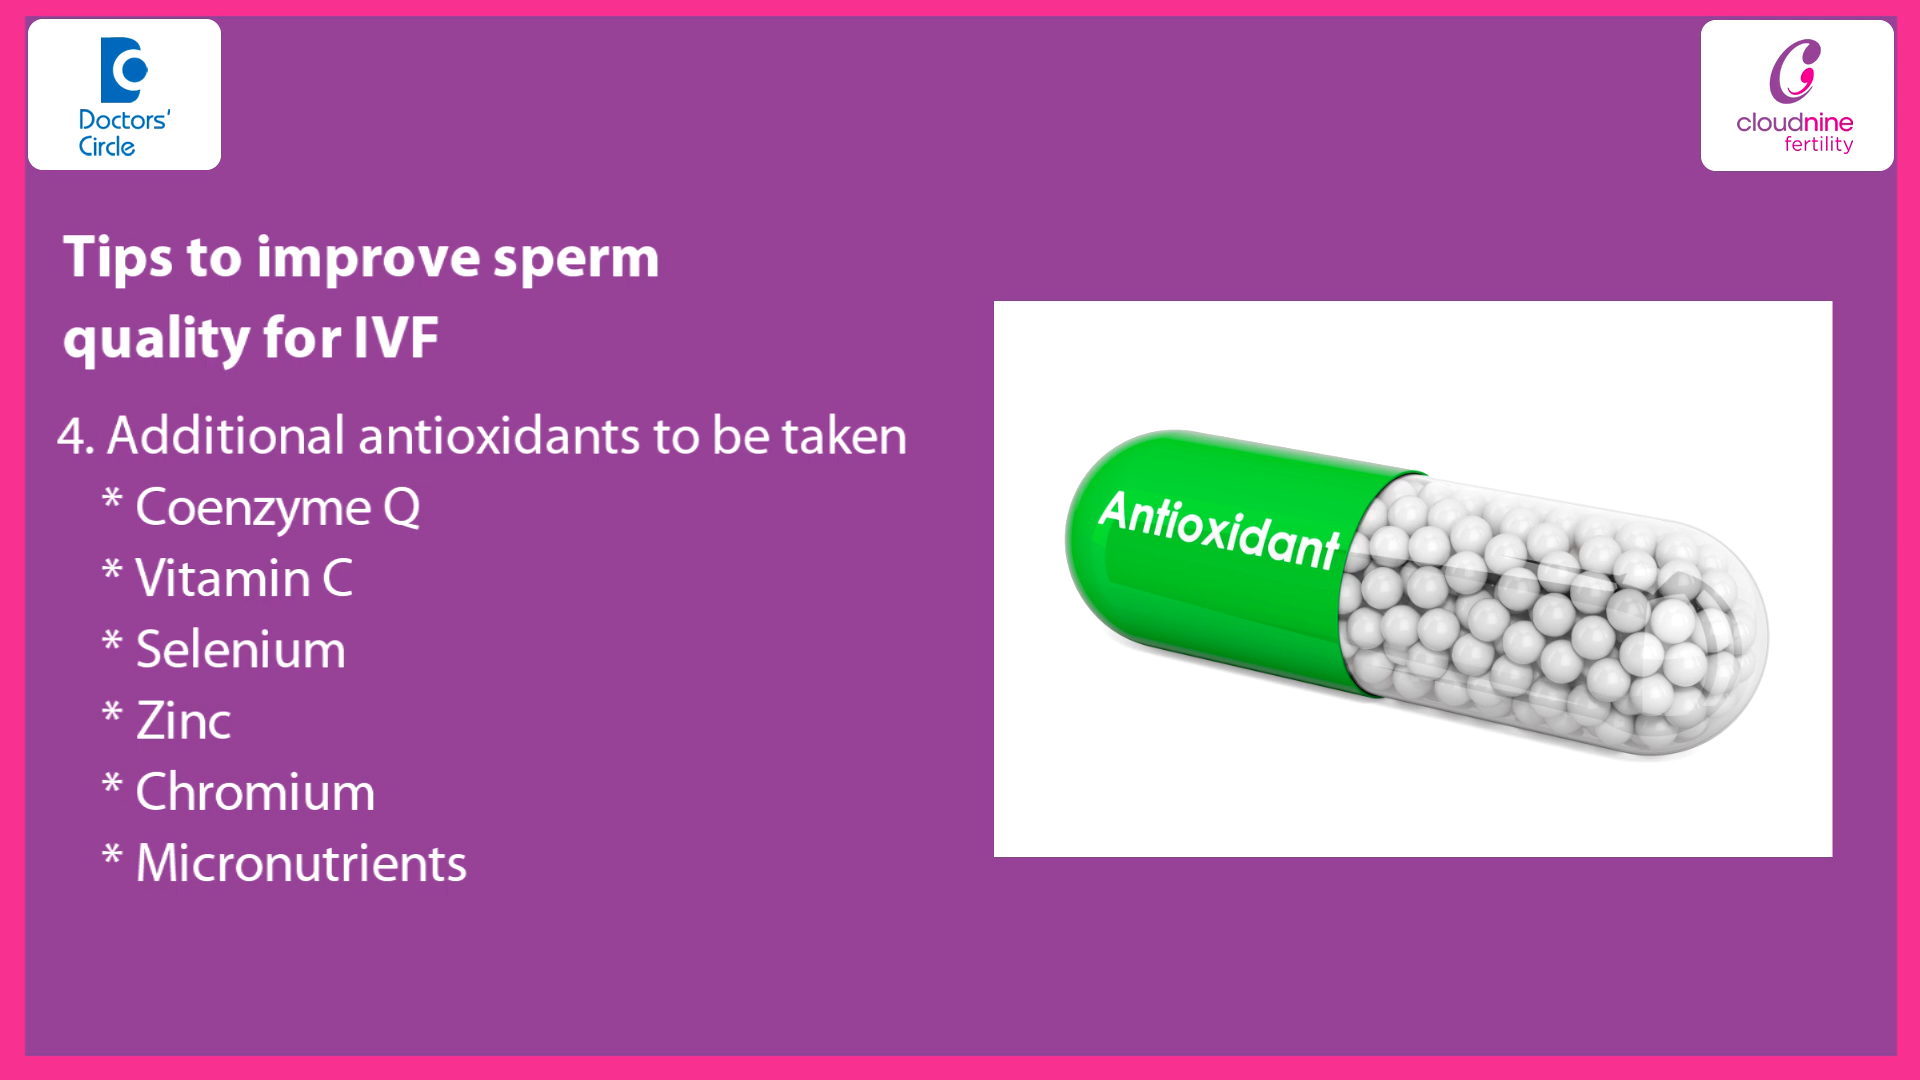 Doctors'
Circle
cloudnine
fertility
Tips to improve sperm
quality for IVF
4. Additional antioxidants to be taken
* Coenzyme Q
* Vitamin C
* Selenium
* Zinc
* Chromium
* Micronutrients
Antioxidant